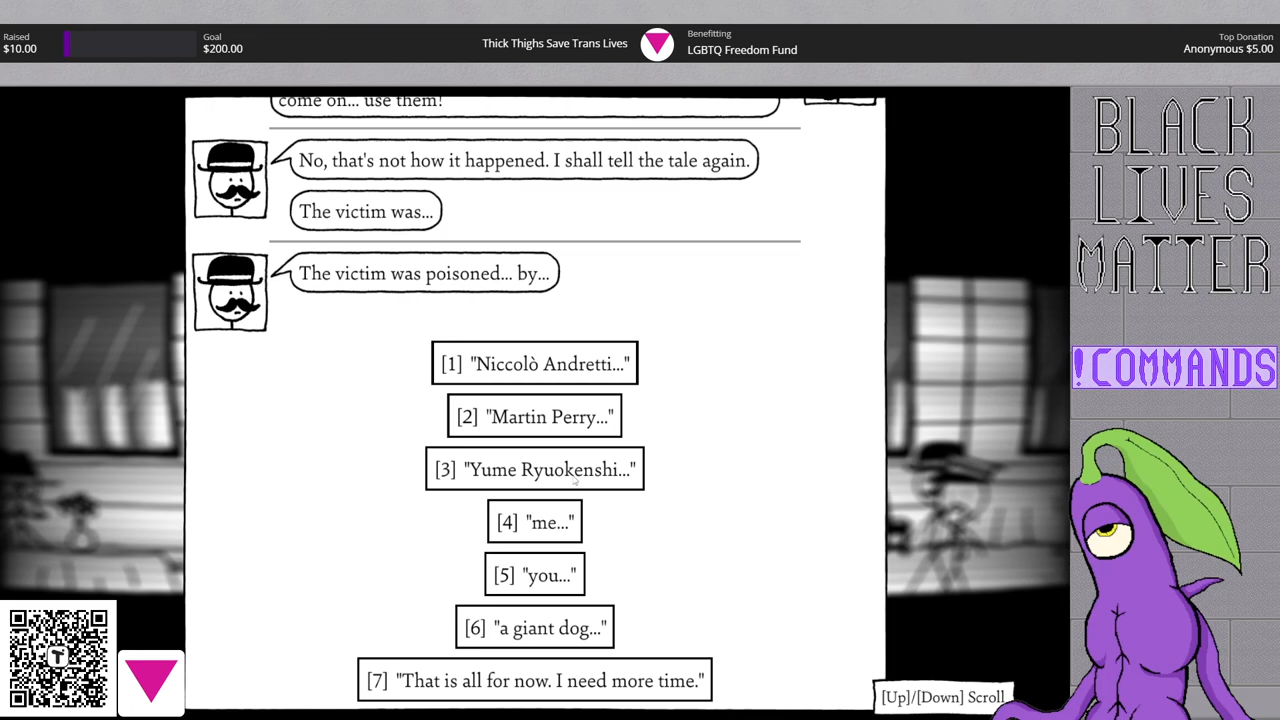 Raised
$10.00
Goal
$200.00
Thick Thighs Save Trans Lives
Benefitting
LGBTQ Freedom Fund
Top Donation
Anonymous $5.00
come on... use them!
No, that's not how it happened. I shall tell the tale again.
The victim was...
The victim was poisoned... by...
[1] "Niccolò Andretti..."
[2] "Martin Perry..."
[3] "Yume Ryuokenshi..."
[4] "me..."
[5] "you..."
[6] "a giant dog..."
[7] "That is all for now. I need more time."
[Up]/[Down] Scroll
BLACK
LIVES
MATTER
!COMMANDS
T